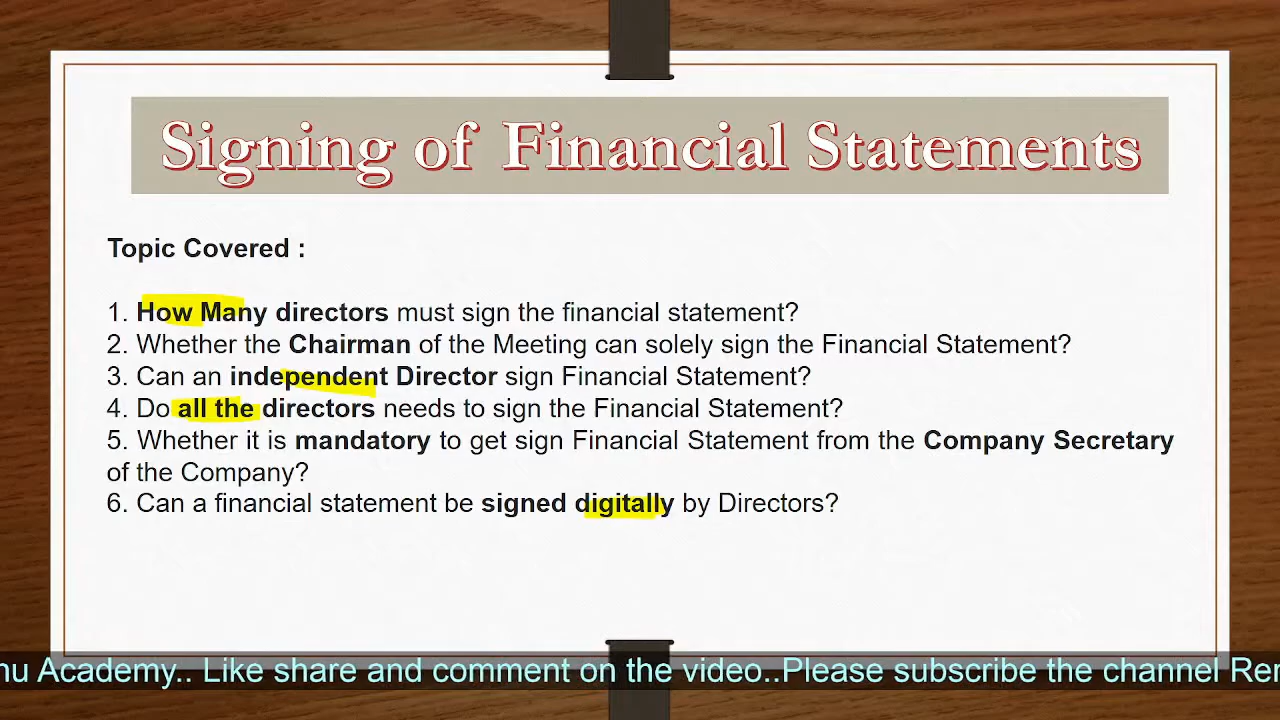 Signing of Financial Statements
Topic Covered :
1. How Many directors must sign the financial statement?
2. Whether the Chairman of the Meeting can solely sign the Financial Statement?
3. Can an independent Director sign Financial Statement?
4. Do all the directors needs to sign the Financial Statement?
5. Whether it is mandatory to get sign Financial Statement from the Company Secretary
of the Company?
6. Can a financial statement be signed digitally by Directors?
Academy.. Like share and comment on the video..Please subscribe the channel